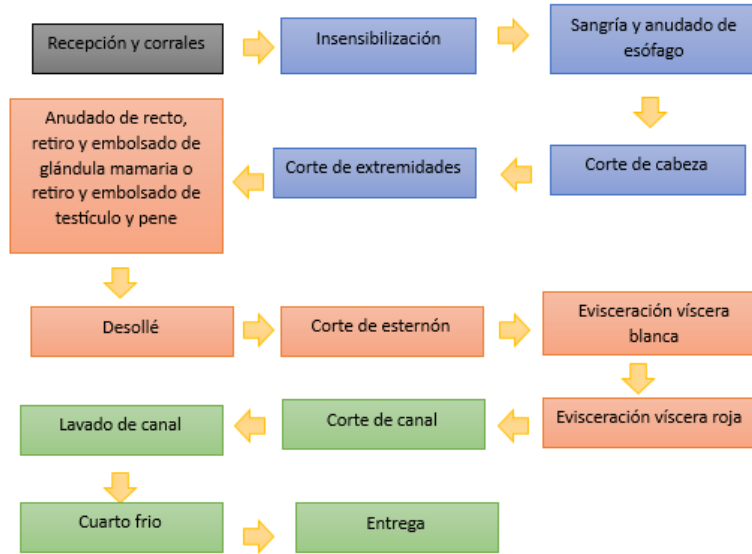 Recepción y corrales
Insensibilización
Sangría y anudado de
esófago
Corte de cabeza
Corte de extremidades
Anudado de recto,
retiro y embolsado de
glándula mamaria o
retiro y embolsado de
testículo y pene
Desollé
Corte de esternón
Evisceración víscera
blanca
Evisceración víscera roja
Corte de canal
Lavado de canal
Cuarto frio
Entrega